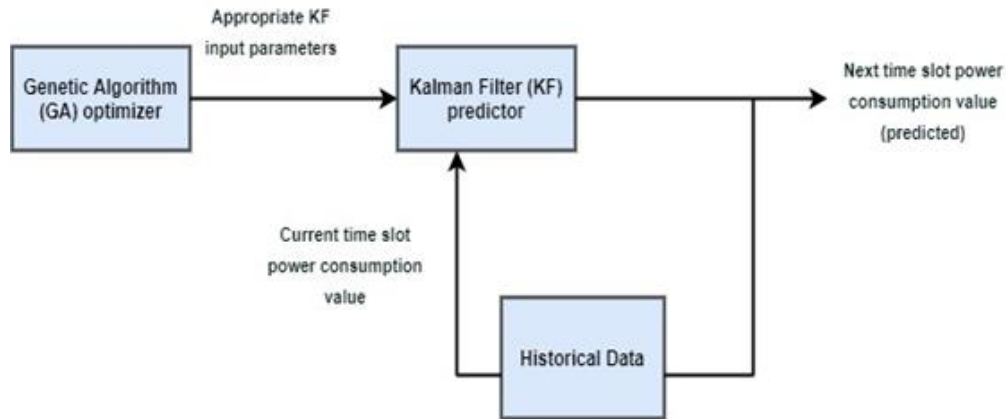 Appropriate KF
input parameters
Genetic Algorithm
(GA) optimizer
Kalman Filter (KF)
predictor
Next time slot power
consumption value
(predicted)
Current time slot
power consumption
value
Historical Data